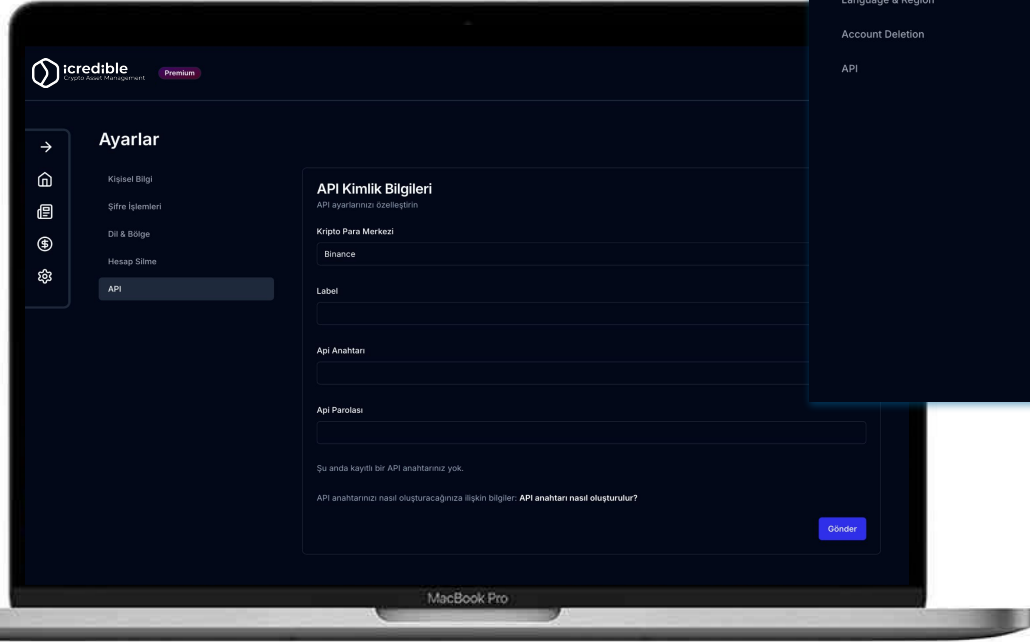 Language & Region
Account Deletion
API
icredible
Crypto Asset Management
Premium
Ayarlar
Kişisel Bilgi
Şifre İşlemleri
Dil & Bölge
Hesap Silme
API
API Kimlik Bilgileri
API ayarlarınızı özelleştirin
Kripto Para Merkezi
Binance
Label
Api Anahtarı
Api Parolası
Şu anda kayıtlı bir API anahtarınız yok.
API anahtarınızı nasıl oluşturacağınıza ilişkin bilgiler: API anahtarı nasıl oluşturulur?
Gönder
MacBook Pro